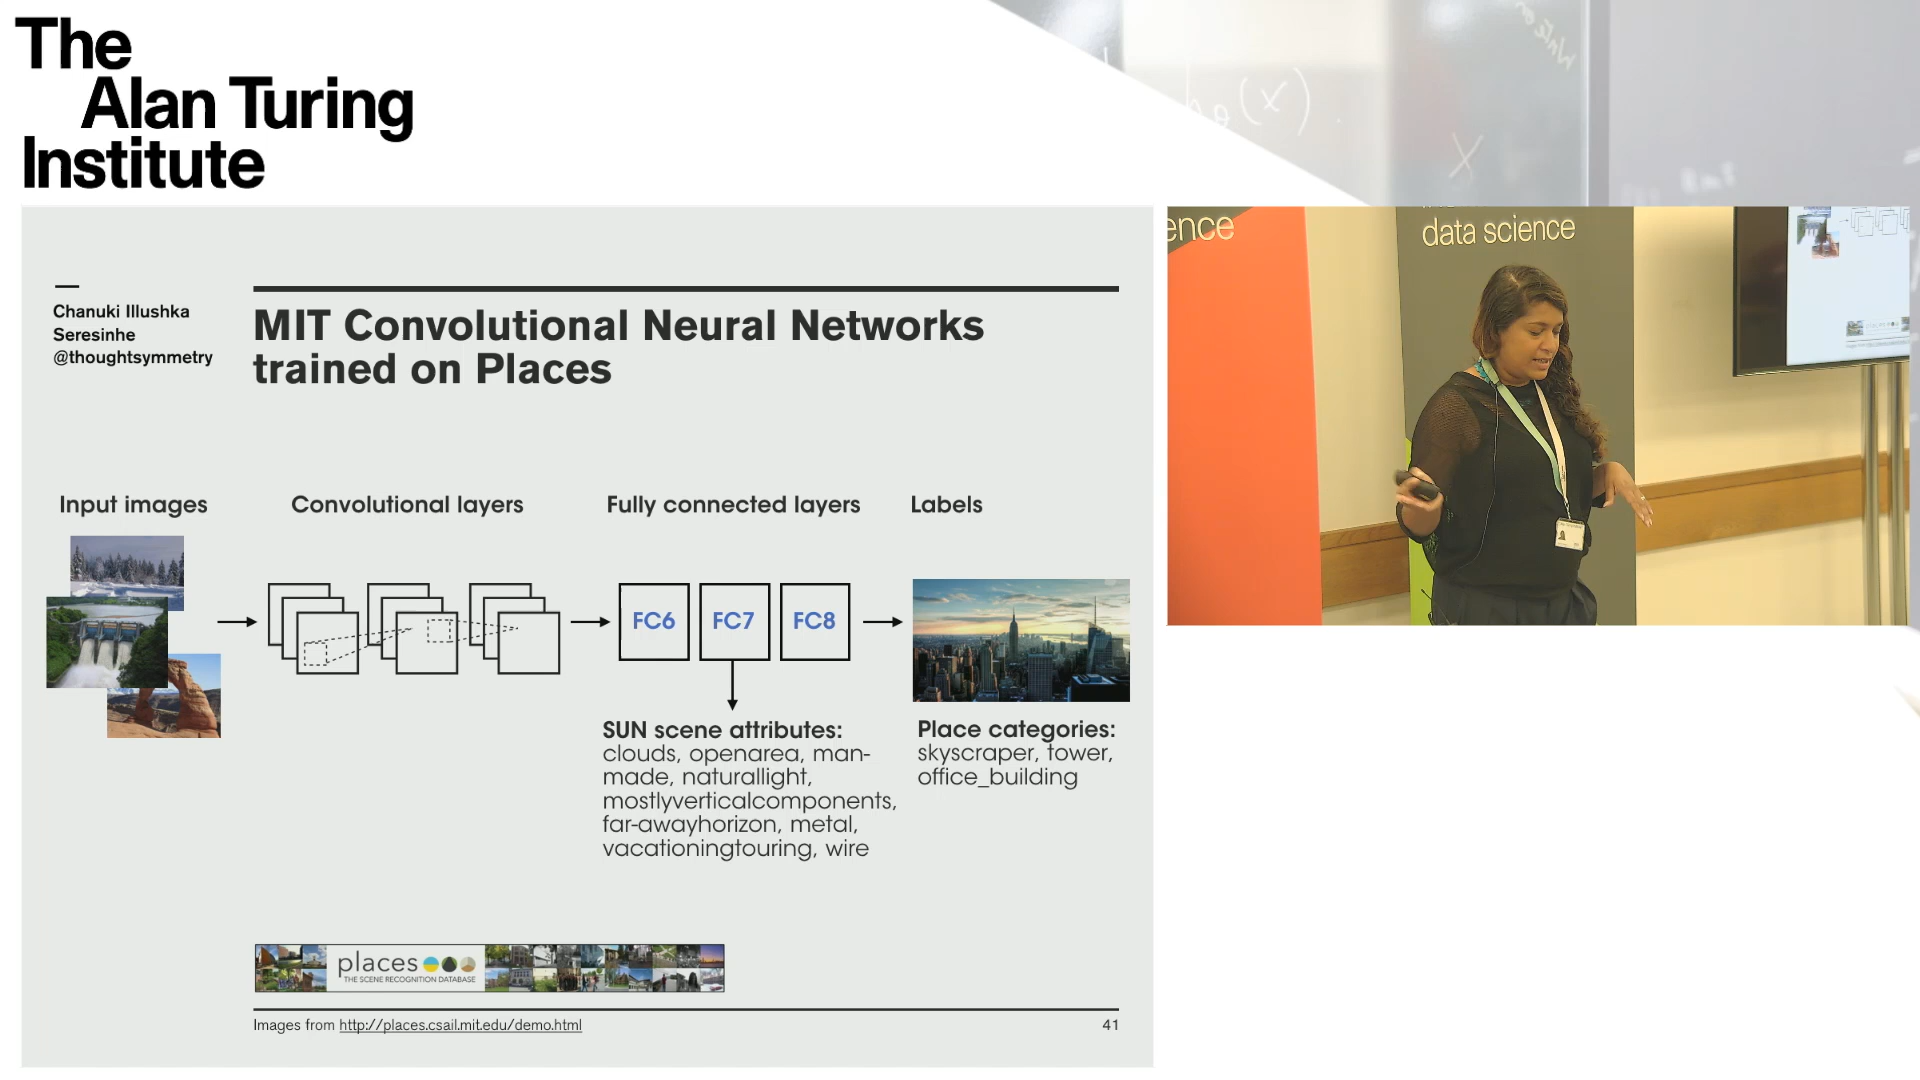 The
Alan Turing
Institute
Chanuki Illushka
Seresinhe
@thoughtsymmetry
MIT Convolutional Neural Networks
trained on Places
Input images
Convolutional layers
Fully connected layers
Labels
FC6
FC7
FC8
SUN scene attributes:
clouds, openarea, man-
made, naturallight,
mostlyverticalcomponents,
far-awayhorizon, metal,
vacationingtouring, wire
Place categories:
skyscraper, tower,
office_building
places
THE SCENE RECOGNITION DATABASE
Images from http://places.csail.mit.edu/demo.html
41
ence
data science